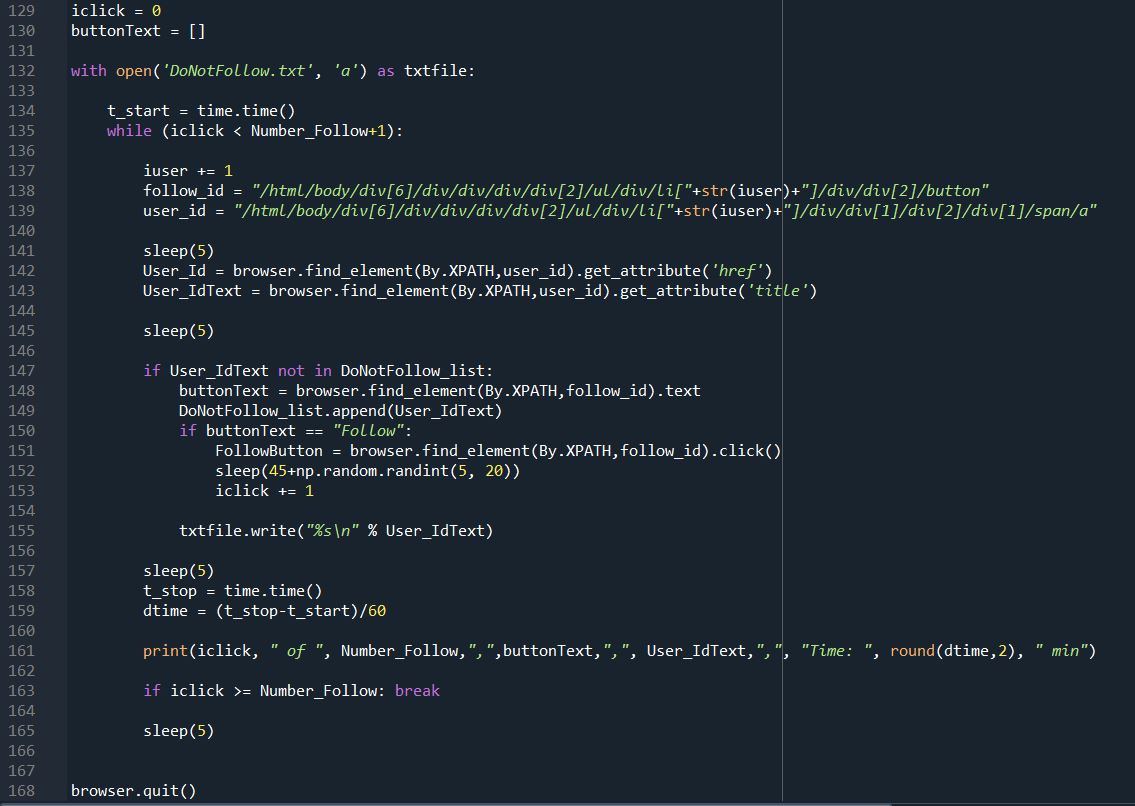 129 iclick = 0
130 buttonText = []
131
132 with open('DoNotFollow.txt', 'a') as txtfile:
133
134     t_start = time.time()
135     while (iclick < Number_Follow+1):
136
137         iuser += 1
138         follow_id = "/html/body/div[6]/div/div/div/div[2]/ul/div/li["+str(iuser)+"]/div/div[2]/button"
139         user_id = "/html/body/div[6]/div/div/div/div[2]/ul/div/li["+str(iuser)+"]/div/div[1]/div[2]/div[1]/span/a"
140
141         sleep(5)
142         User_Id = browser.find_element(By.XPATH,user_id).get_attribute('href')
143         User_IdText = browser.find_element(By.XPATH,user_id).get_attribute('title')
144
145         sleep(5)
146
147         if User_IdText not in DoNotFollow_list:
148             buttonText = browser.find_element(By.XPATH,follow_id).text
149             DoNotFollow_list.append(User_IdText)
150             if buttonText == "Follow":
151                 FollowButton = browser.find_element(By.XPATH,follow_id).click()
152                 sleep(45+np.random.randint(5, 20))
153                 iclick += 1
154
155             txtfile.write("%s\n" % User_IdText)
156
157         sleep(5)
158         t_stop = time.time()
159         dtime = (t_stop-t_start)/60
160
161         print(iclick, " of ", Number_Follow,",",buttonText,",", User_IdText,",", "Time: ", round(dtime,2), " min")
162
163         if iclick >= Number_Follow: break
164
165         sleep(5)
166
167
168 browser.quit()